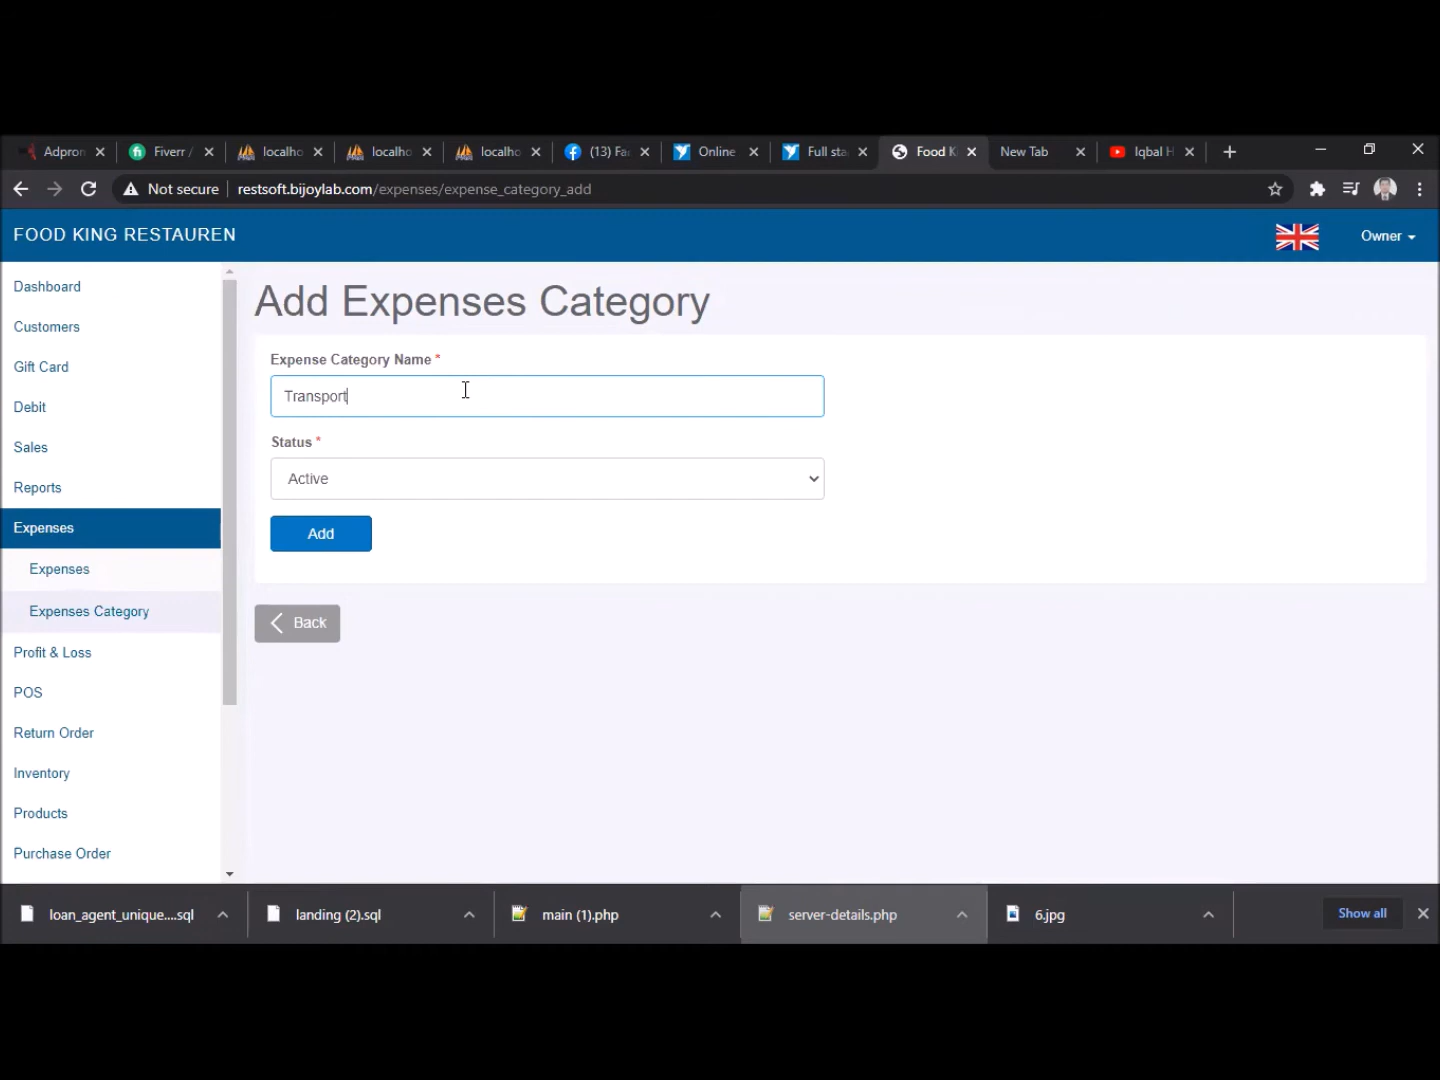 Adpron
Fiverr /
localho
localho
localho
(13) Fa
Online
Full sta
Food K
New Tab
Iqbal H
Not secure
restsoft.bijoylab.com/expenses/expense_category_add
FOOD KING RESTAUREN
Owner
Dashboard
Customers
Gift Card
Debit
Sales
Reports
Expenses
Expenses
Expenses Category
Profit & Loss
POS
Return Order
Inventory
Products
Purchase Order
Add Expenses Category
Expense Category Name *
Transport
Status *
Active
Add
Back
loan_agent_unique....sql
landing (2).sql
main (1).php
server-details.php
6.jpg
Show all